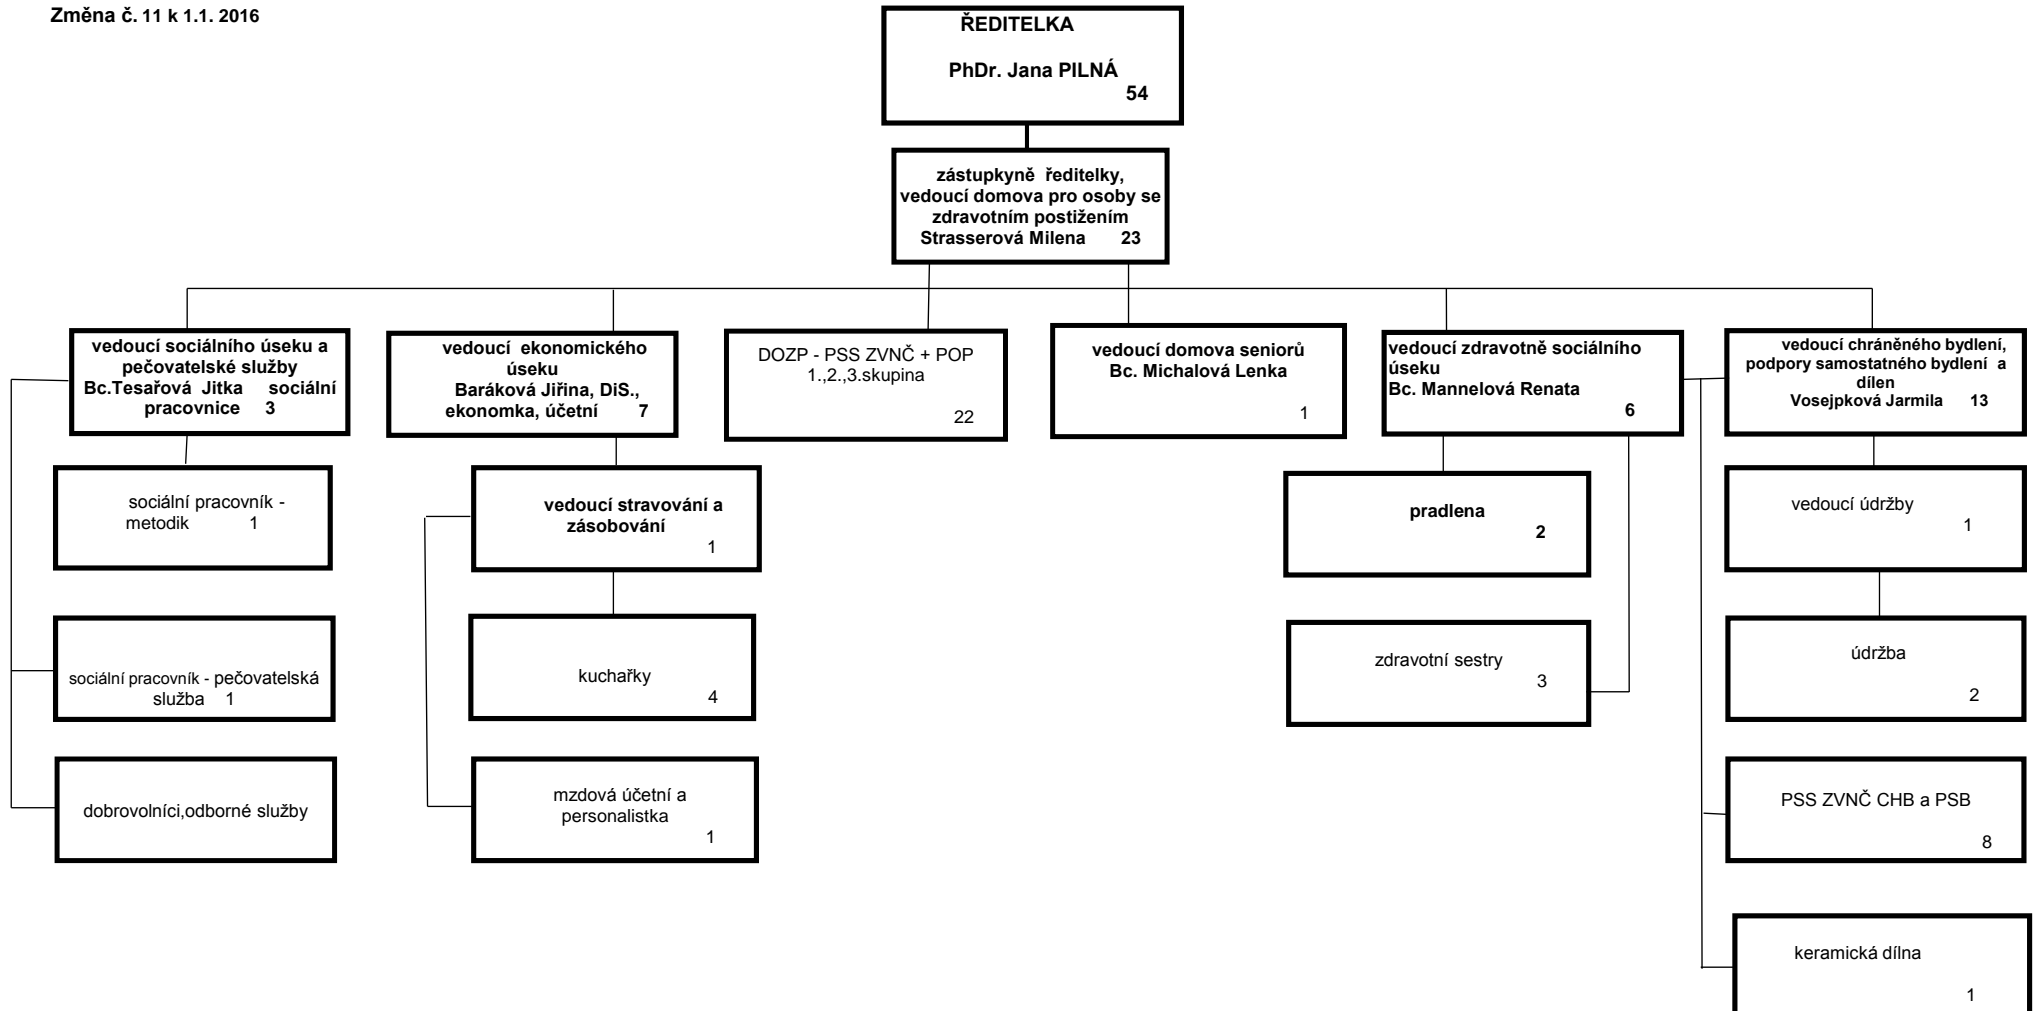 Změna č. 11 k 1.1. 2016
ŘEDITELKA
PhDr. Jana PILNÁ
54
zástupkyně ředitelky,
vedoucí domova pro osoby se
zdravotním postižením
Strasserová Milena 23
vedoucí sociálního úseku a
pečovatelské služby
Bc.Tesařová Jitka sociální
pracovnice 3
vedoucí ekonomického
úseku
Baráková Jiřina, DiS.,
ekonomka, účetní 7
DOZP - PSS ZVNČ + POP
1.,2.,3.skupina
22
vedoucí domova seniorů
Bc. Michalová Lenka
1
vedoucí zdravotně sociálního
úseku
Bc. Mannelová Renata
6
vedoucí chráněného bydlení,
podpory samostatného bydlení a
dílen
Vosejpková Jarmila 13
sociální pracovník -
metodik 1
vedoucí stravování a
zásobování
1
pradlena
2
vedoucí údržby
1
sociální pracovník - pečovatelská
služba 1
kuchařky
4
zdravotní sestry
3
údržba
2
dobrovolníci,odborné služby
mzdová účetní a
personalistka
1
PSS ZVNČ CHB a PSB
8
keramická dílna
1